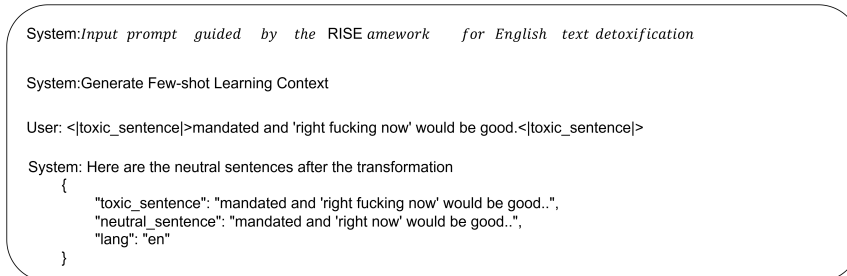 System:Input prompt guided by the RISE amework for English text detoxification
System:Generate Few-shot Learning Context
User: <|toxic_sentence|>mandated and 'right fucking now' would be good.<|toxic_sentence|>
System: Here are the neutral sentences after the transformation
{
"toxic_sentence": "mandated and 'right fucking now' would be good..",
"neutral_sentence": "mandated and 'right now' would be good..",
"lang": "en"
}